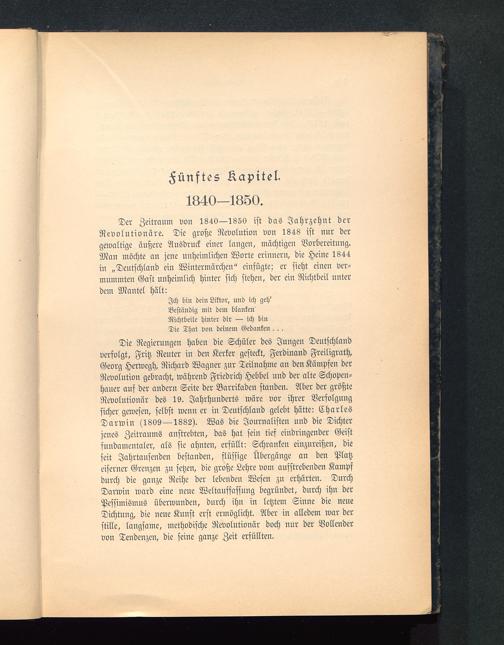 Fünftes Kapitel.
1840—1850.
Der Zeitraum von 1840—1850 ist das Jahrzehnt der
Revolutionäre. Die große Revolution von 1848 ist nur der
gewaltige äußere Ausdruck einer langen, mächtigen Vorbereitung.
Man möchte an jene unheimlichen Worte erinnern, die Heine 1844
in „Deutschland ein Wintermärchen“ einfügte; er sieht einen ver-
mummten Gast unheimlich hinter sich stehen, der ein Richtbeil unter
dem Mantel hält:
Ich bin dein Liktor, und ich geh'
Beständig mit dem blanken
Richtbeile hinter dir — ich bin
Die That von deinem Gedanken . . .
Die Regierungen haben die Schüler des Jungen Deutschland
verfolgt, Fritz Reuter in den Kerker gesteckt, Ferdinand Freiligrath,
Georg Herwegh, Richard Wagner zur Teilnahme an den Kämpfen der
Revolution gebracht, während Friedrich Hebbel und der alte Schopen-
hauer auf der andern Seite der Barrikaden standen. Aber der größte
Revolutionär des 19. Jahrhunderts wäre vor ihrer Verfolgung
sicher gewesen, selbst wenn er in Deutschland gelebt hätte: Charles
Darwin (1809—1882). Was die Journalisten und die Dichter
jenes Zeitraums anstrebten, das hat sein tief eindringender Geist
fundamentaler, als sie ahnten, erfüllt: Schranken einzureißen, die
seit Jahrtausenden bestanden, flüssige Übergänge an den Platz
eiserner Grenzen zu setzen, die große Lehre vom aufstrebenden Kampf
durch die ganze Reihe der lebenden Wesen zu erhärten. Durch
Darwin ward eine neue Weltauffassung begründet, durch ihn der
Pessimismus überwunden, durch ihn in letztem Sinne die neue
Dichtung, die neue Kunst erst ermöglicht. Aber in alledem war der
stille, langsame, methodische Revolutionär doch nur der Vollender
von Tendenzen, die seine ganze Zeit erfüllten.